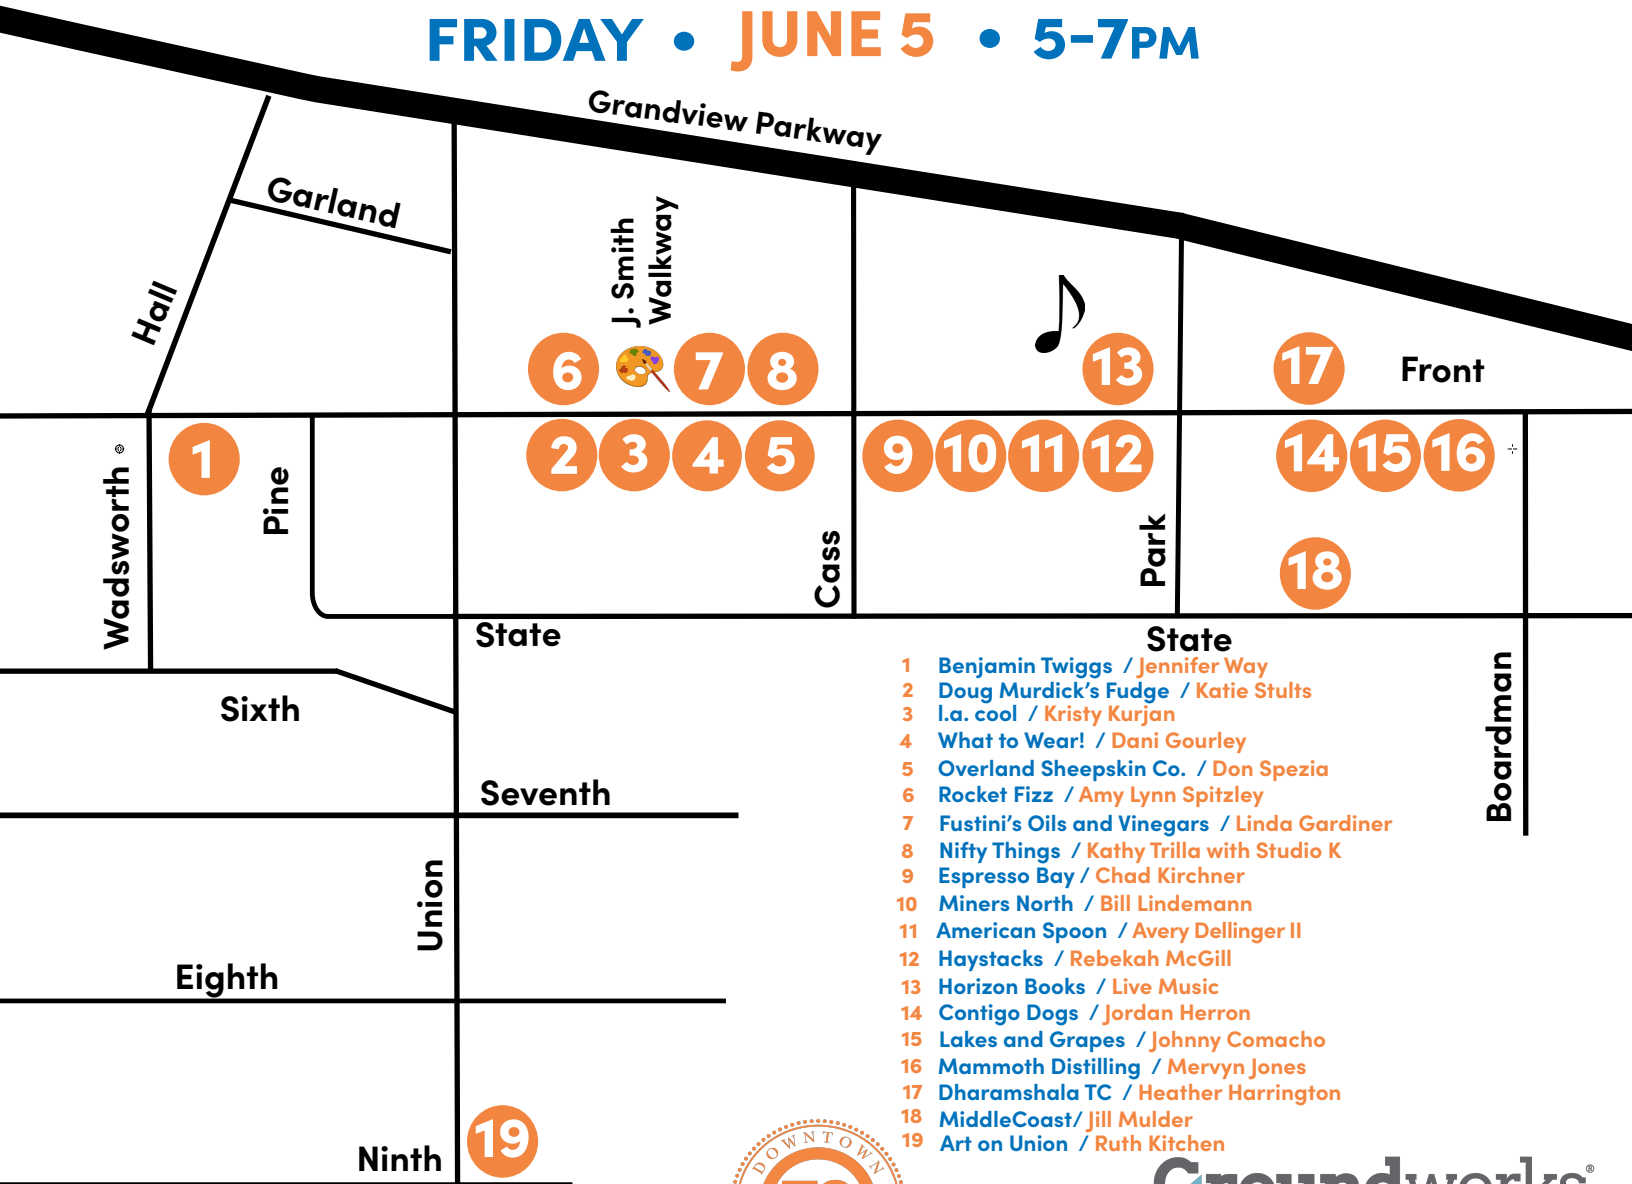 FRIDAY • JUNE 5 • 5-7PM
Grandview Parkway
Garland
Hall
J. Smith
Walkway
6 7 8 13 17
Front
1 2 3 4 5 9 10 11 12 14 15 16
Wadsworth
Pine
Cass
Park
18
State
State
Boardman
Sixth
Seventh
Union
Eighth
Ninth
19
1 Benjamin Twiggs / Jennifer Way
2 Doug Murdick's Fudge / Katie Stults
3 l.a. cool / Kristy Kurjan
4 What to Wear! / Dani Gourley
5 Overland Sheepskin Co. / Don Spezia
6 Rocket Fizz / Amy Lynn Spitzley
7 Fustini's Oils and Vinegars / Linda Gardiner
8 Nifty Things / Kathy Trilla with Studio K
9 Espresso Bay / Chad Kirchner
10 Miners North / Bill Lindemann
11 American Spoon / Avery Dellinger II
12 Haystacks / Rebekah McGill
13 Horizon Books / Live Music
14 Contigo Dogs / Jordan Herron
15 Lakes and Grapes / Johnny Comacho
16 Mammoth Distilling / Mervyn Jones
17 Dharamshala TC / Heather Harrington
18 MiddleCoast/ Jill Mulder
19 Art on Union / Ruth Kitchen
DOWNTOWN
Groundworks®